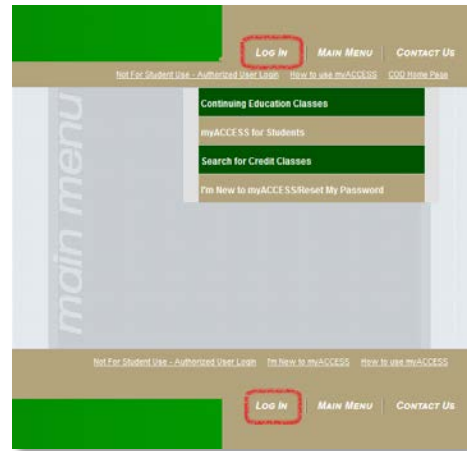 LOG IN MAIN MENU CONTACT US
Not For Student Use - Authorized User Login How to use myACCESS COD Home Page
main menu
Continuing Education Classes
myACCESS for Students
Search for Credit Classes
I'm New to myACCESS/Reset My Password
Not For Student Use - Authorized User Login I'm New to myACCESS How to use myACCESS
LOG IN MAIN MENU CONTACT US